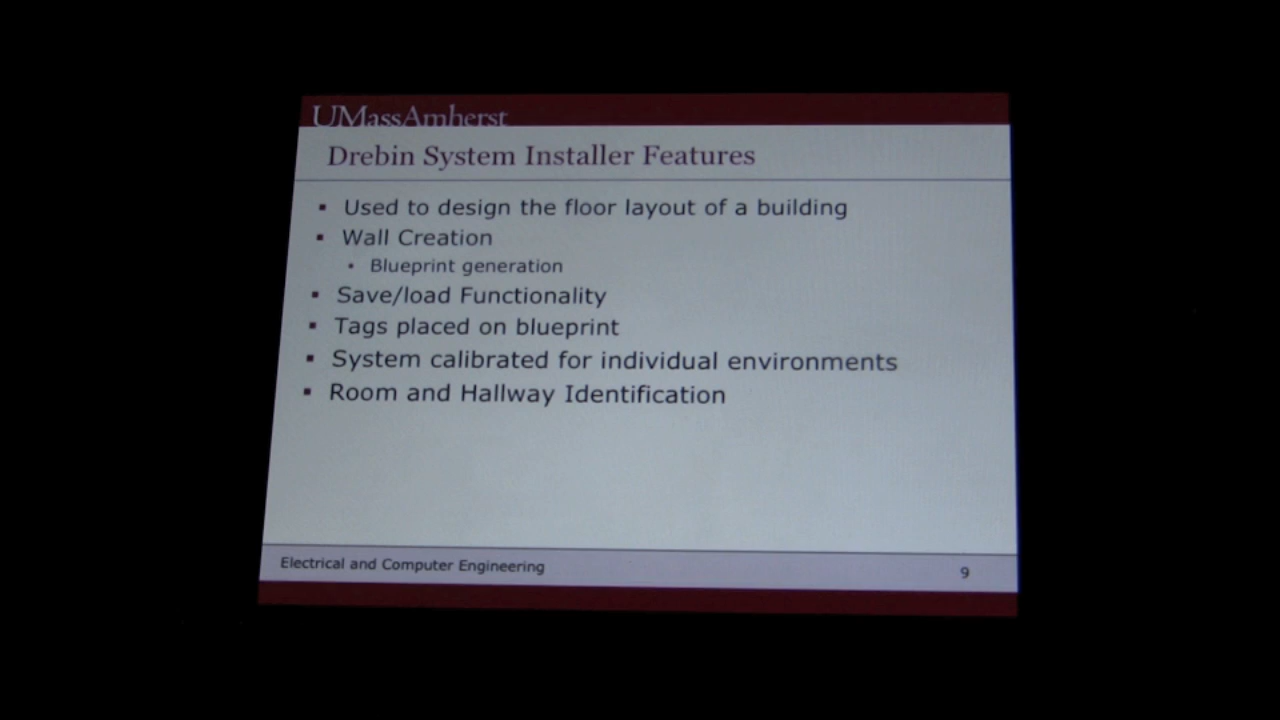 UMassAmherst
Drebin System Installer Features
▪ Used to design the floor layout of a building
▪ Wall Creation
• Blueprint generation
▪ Save/load Functionality
▪ Tags placed on blueprint
▪ System calibrated for individual environments
▪ Room and Hallway Identification
Electrical and Computer Engineering
9